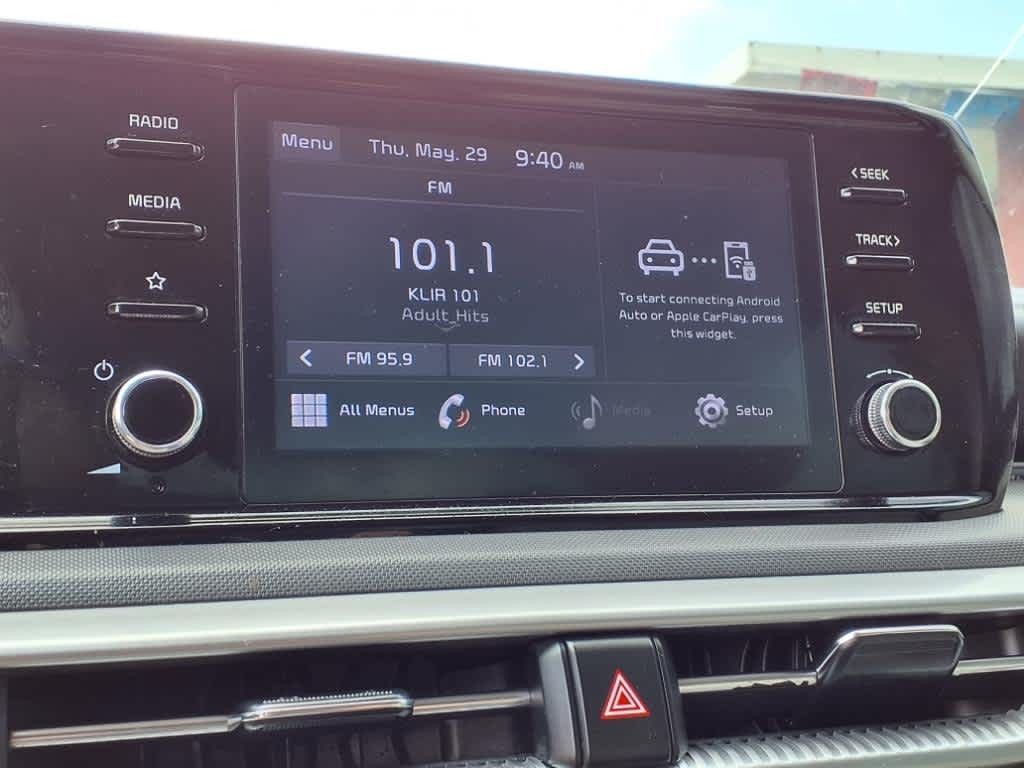 RADIO
MEDIA
Menu
Thu, May. 29
9:40 AM
FM
101.1
KLIR 101
Adult Hits
< FM 95.9
FM 102.1 >
To start connecting Android
Auto or Apple CarPlay, press
this widget.
All Menus
Phone
Media
Setup
< SEEK
TRACK >
SETUP